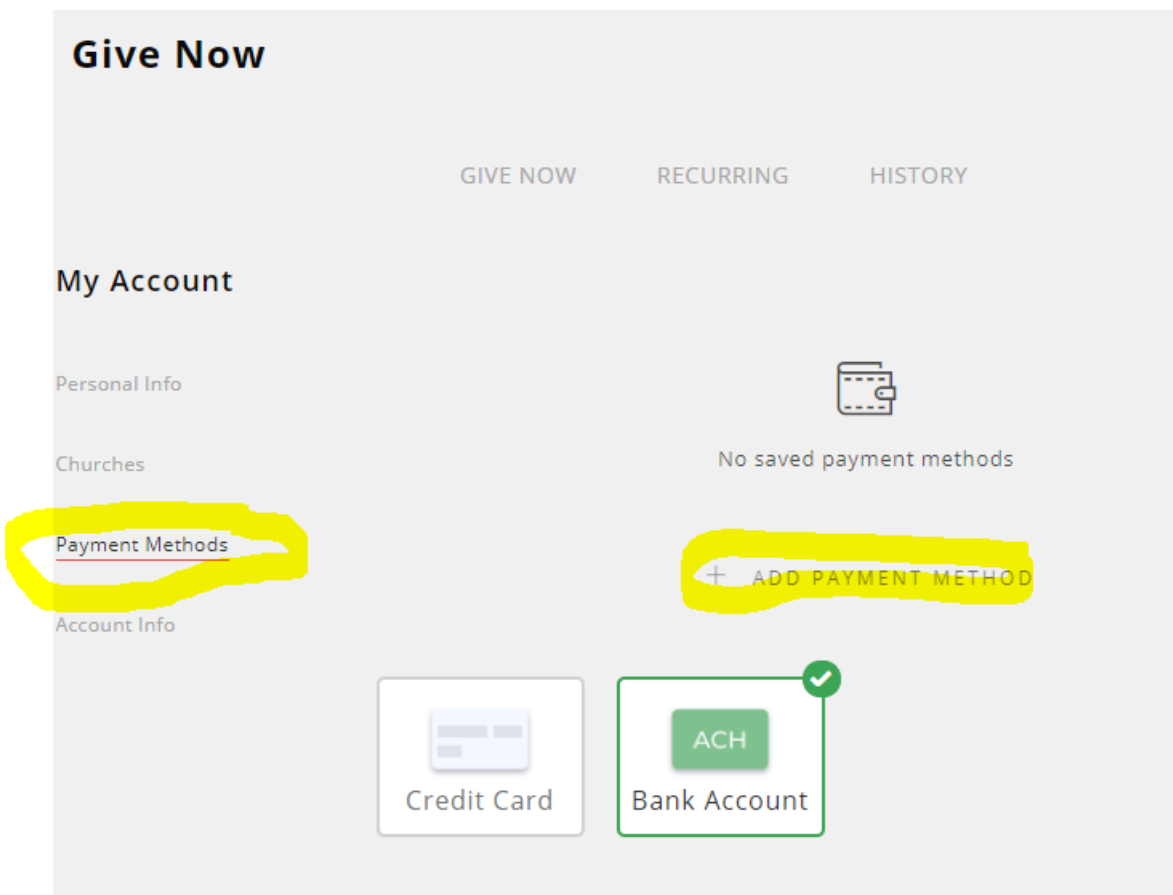 Give Now
GIVE NOW RECURRING HISTORY
My Account
Personal Info
Churches
Payment Methods
Account Info
No saved payment methods
+ ADD PAYMENT METHOD
Credit Card
ACH
Bank Account